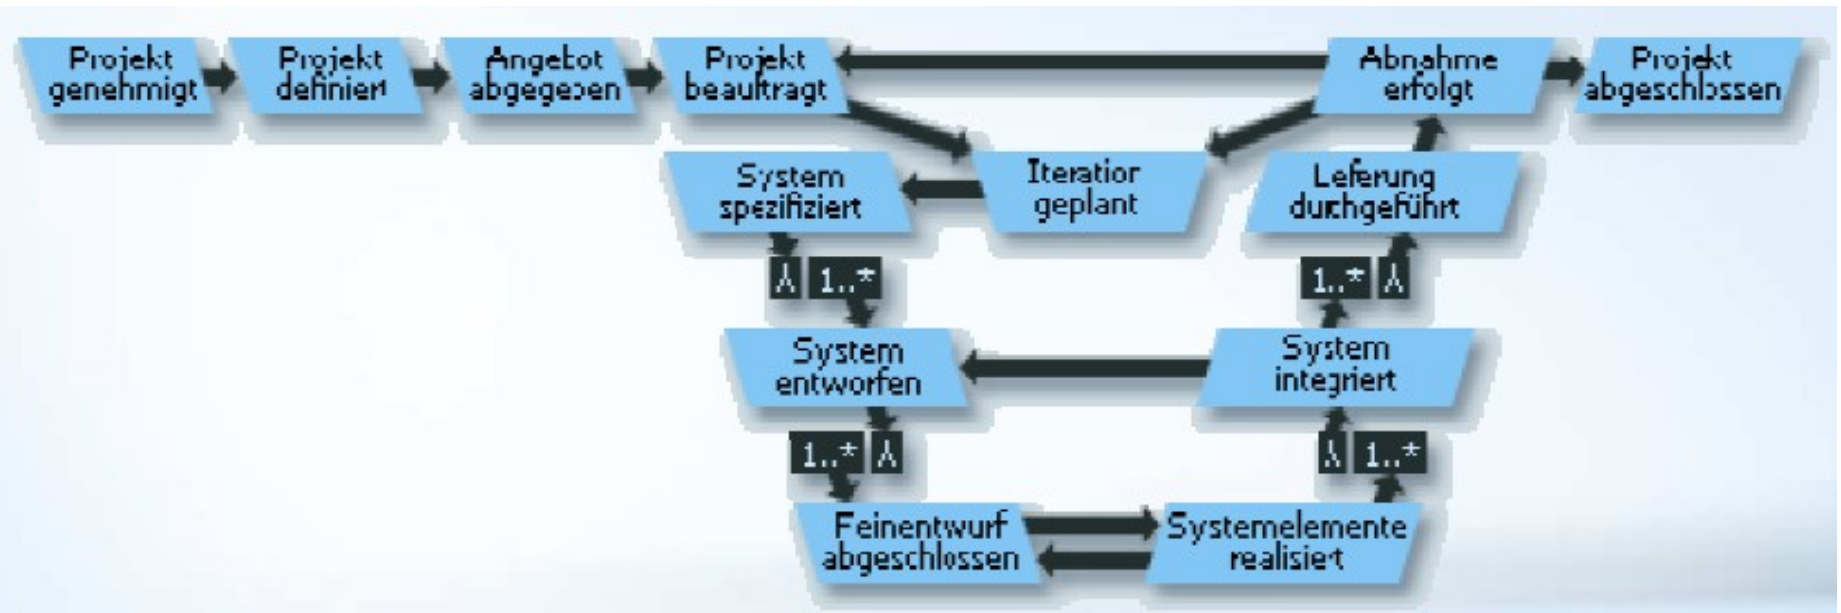 Projekt
genehmigt
Projekt
definiert
Angebot
abgegeben
Projekt
beauftragt
Abnahme
erfolgt
Projekt
abgeschlossen
System
spezifiziert
Iteration
geplant
Lieferung
durchgeführt
1..*
1..*
System
entworfen
System
integriert
1..*
1..*
Feinentwurf
abgeschlossen
Systemelemente
realisiert